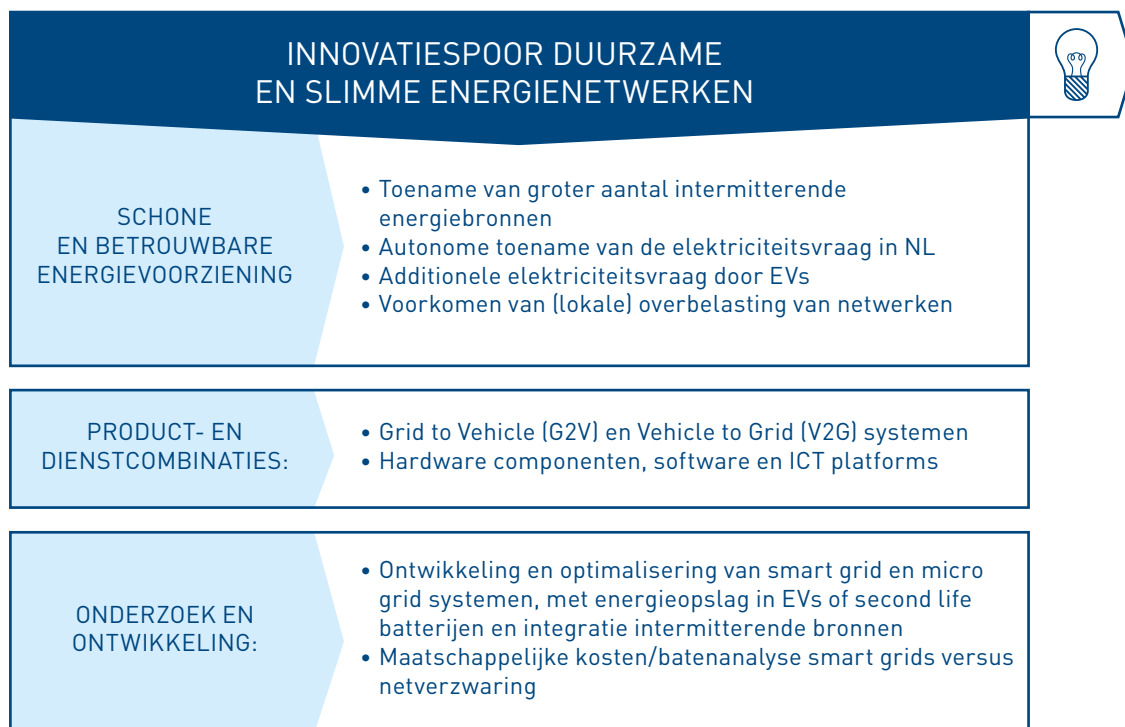 INNOVATIESPOOR DUURZAME
EN SLIMME ENERGIENETWERKEN
SCHONE
EN BETROUWBARE
ENERGIEVOORZIENING
• Toename van groter aantal intermitterende
energiebronnen
• Autonome toename van de elektriciteitsvraag in NL
• Additionele elektriciteitsvraag door EVs
• Voorkomen van (lokale) overbelasting van netwerken
PRODUCT- EN
DIENSTCOMBINATIES:
• Grid to Vehicle (G2V) en Vehicle to Grid (V2G) systemen
• Hardware componenten, software en ICT platforms
ONDERZOEK EN
ONTWIKKELING:
• Ontwikkeling en optimalisering van smart grid en micro
grid systemen, met energieopslag in EVs of second life
batterijen en integratie intermitterende bronnen
• Maatschappelijke kosten/batenanalyse smart grids versus
netverzwaring